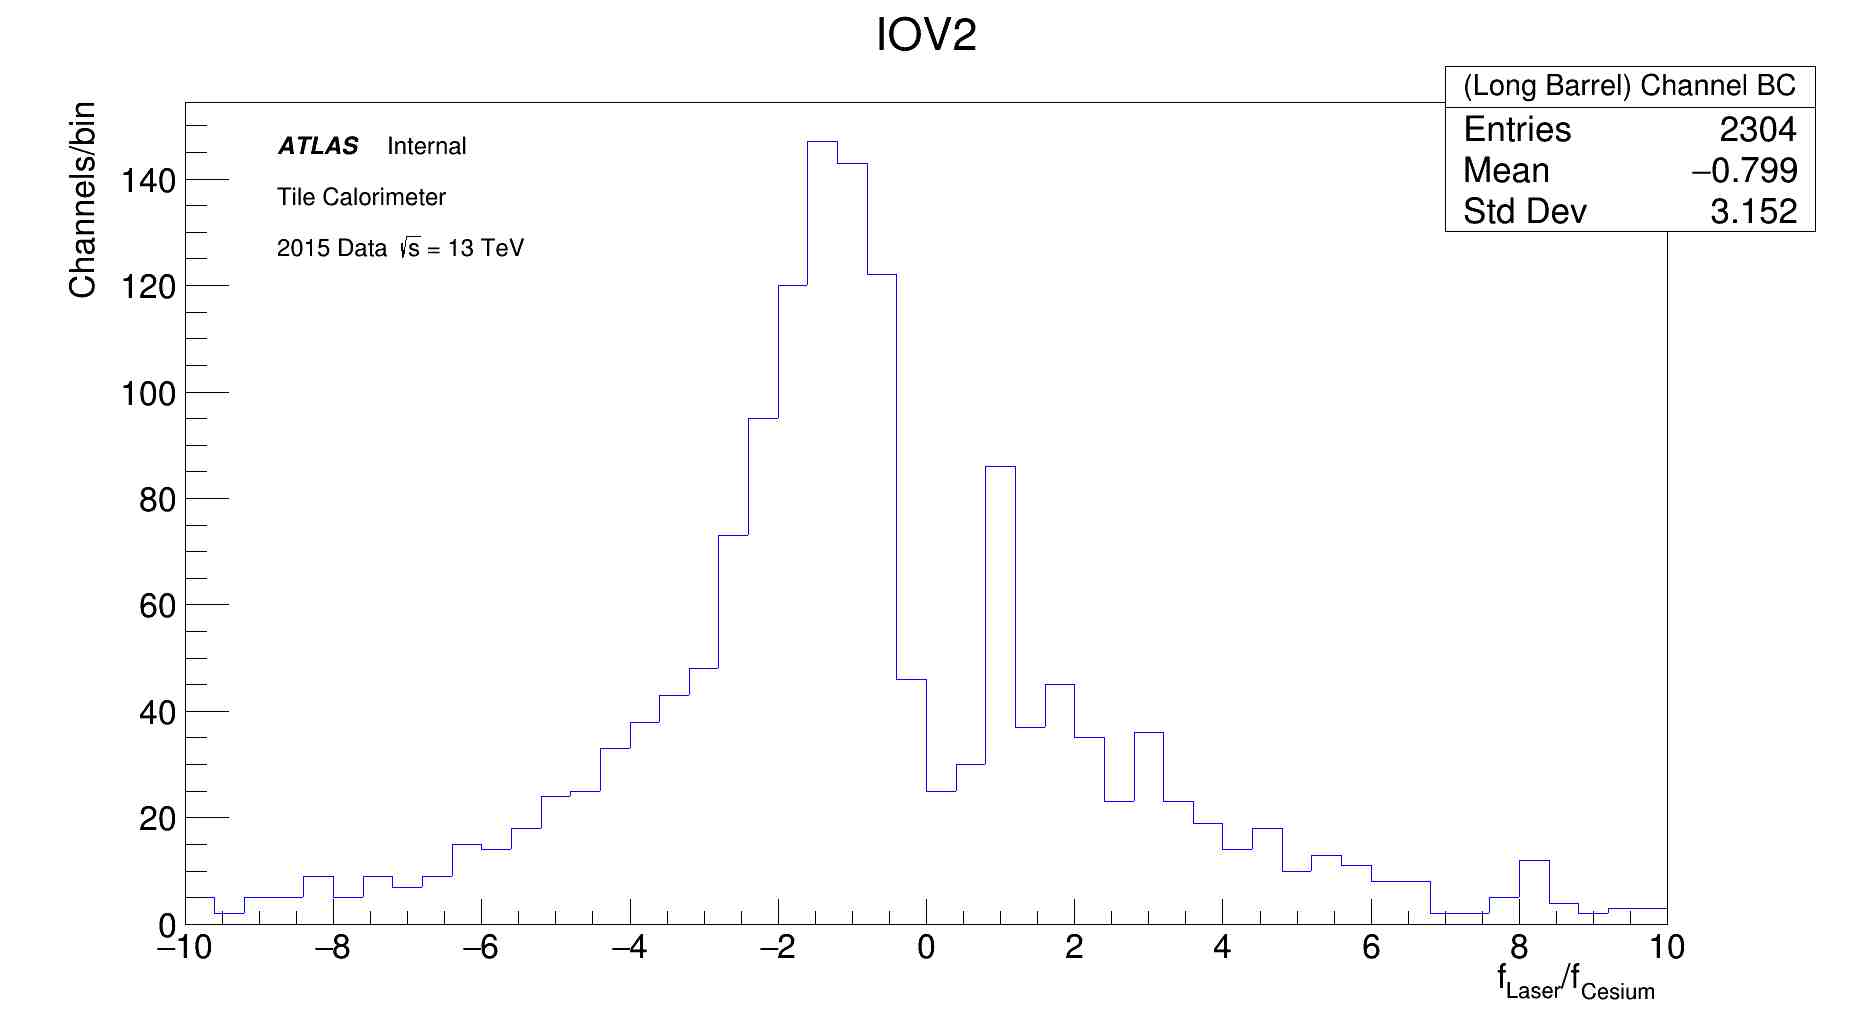 IOV2
(Long Barrel) Channel BC
Entries 2304
Mean −0.799
Std Dev 3.152
ATLAS Internal
Tile Calorimeter
2015 Data √s = 13 TeV
Channels/bin
140
120
100
80
60
40
20
0
−10 −8 −6 −4 −2 0 2 4 6 8 10
fLaser/fCesium